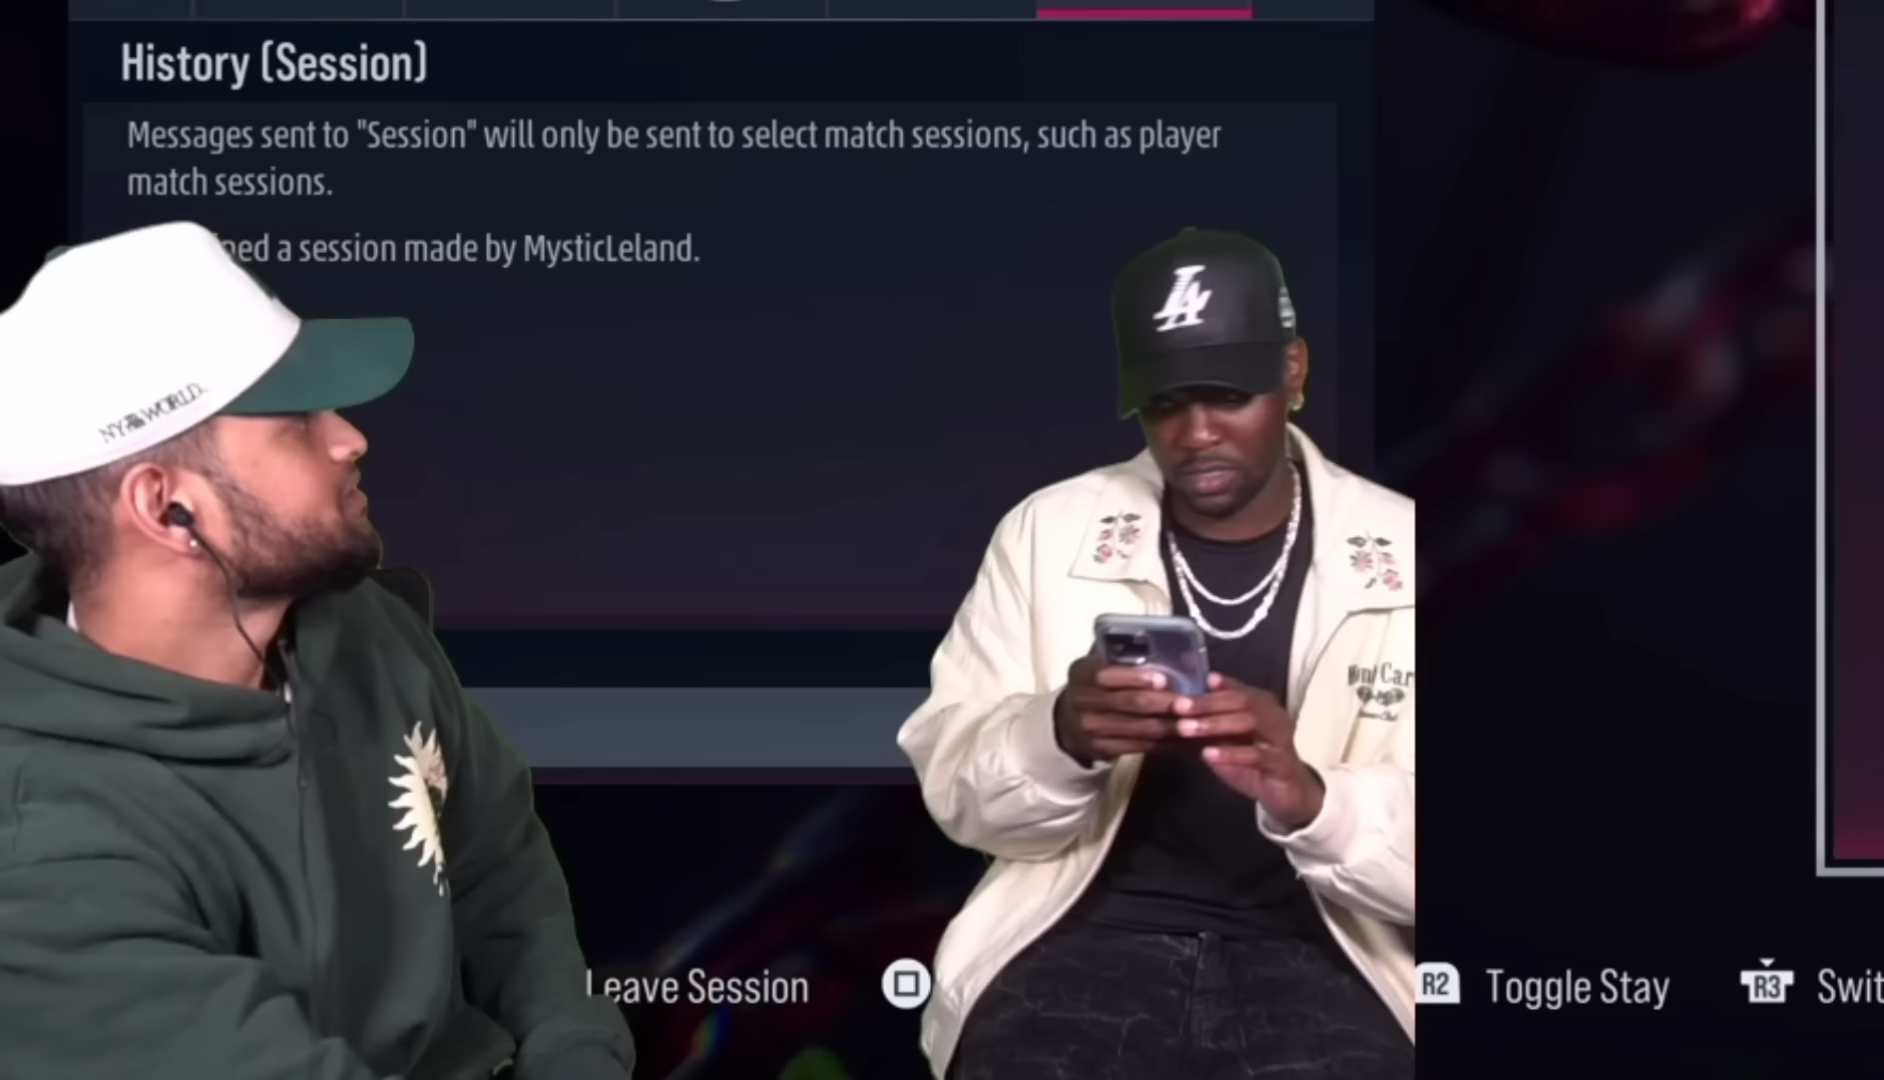 History (Session)
Messages sent to "Session" will only be sent to select match sessions, such as player
match sessions.
ned a session made by MysticLeland.
LA
NY WORLD
Leave Session
R2 Toggle Stay
R3 Swit